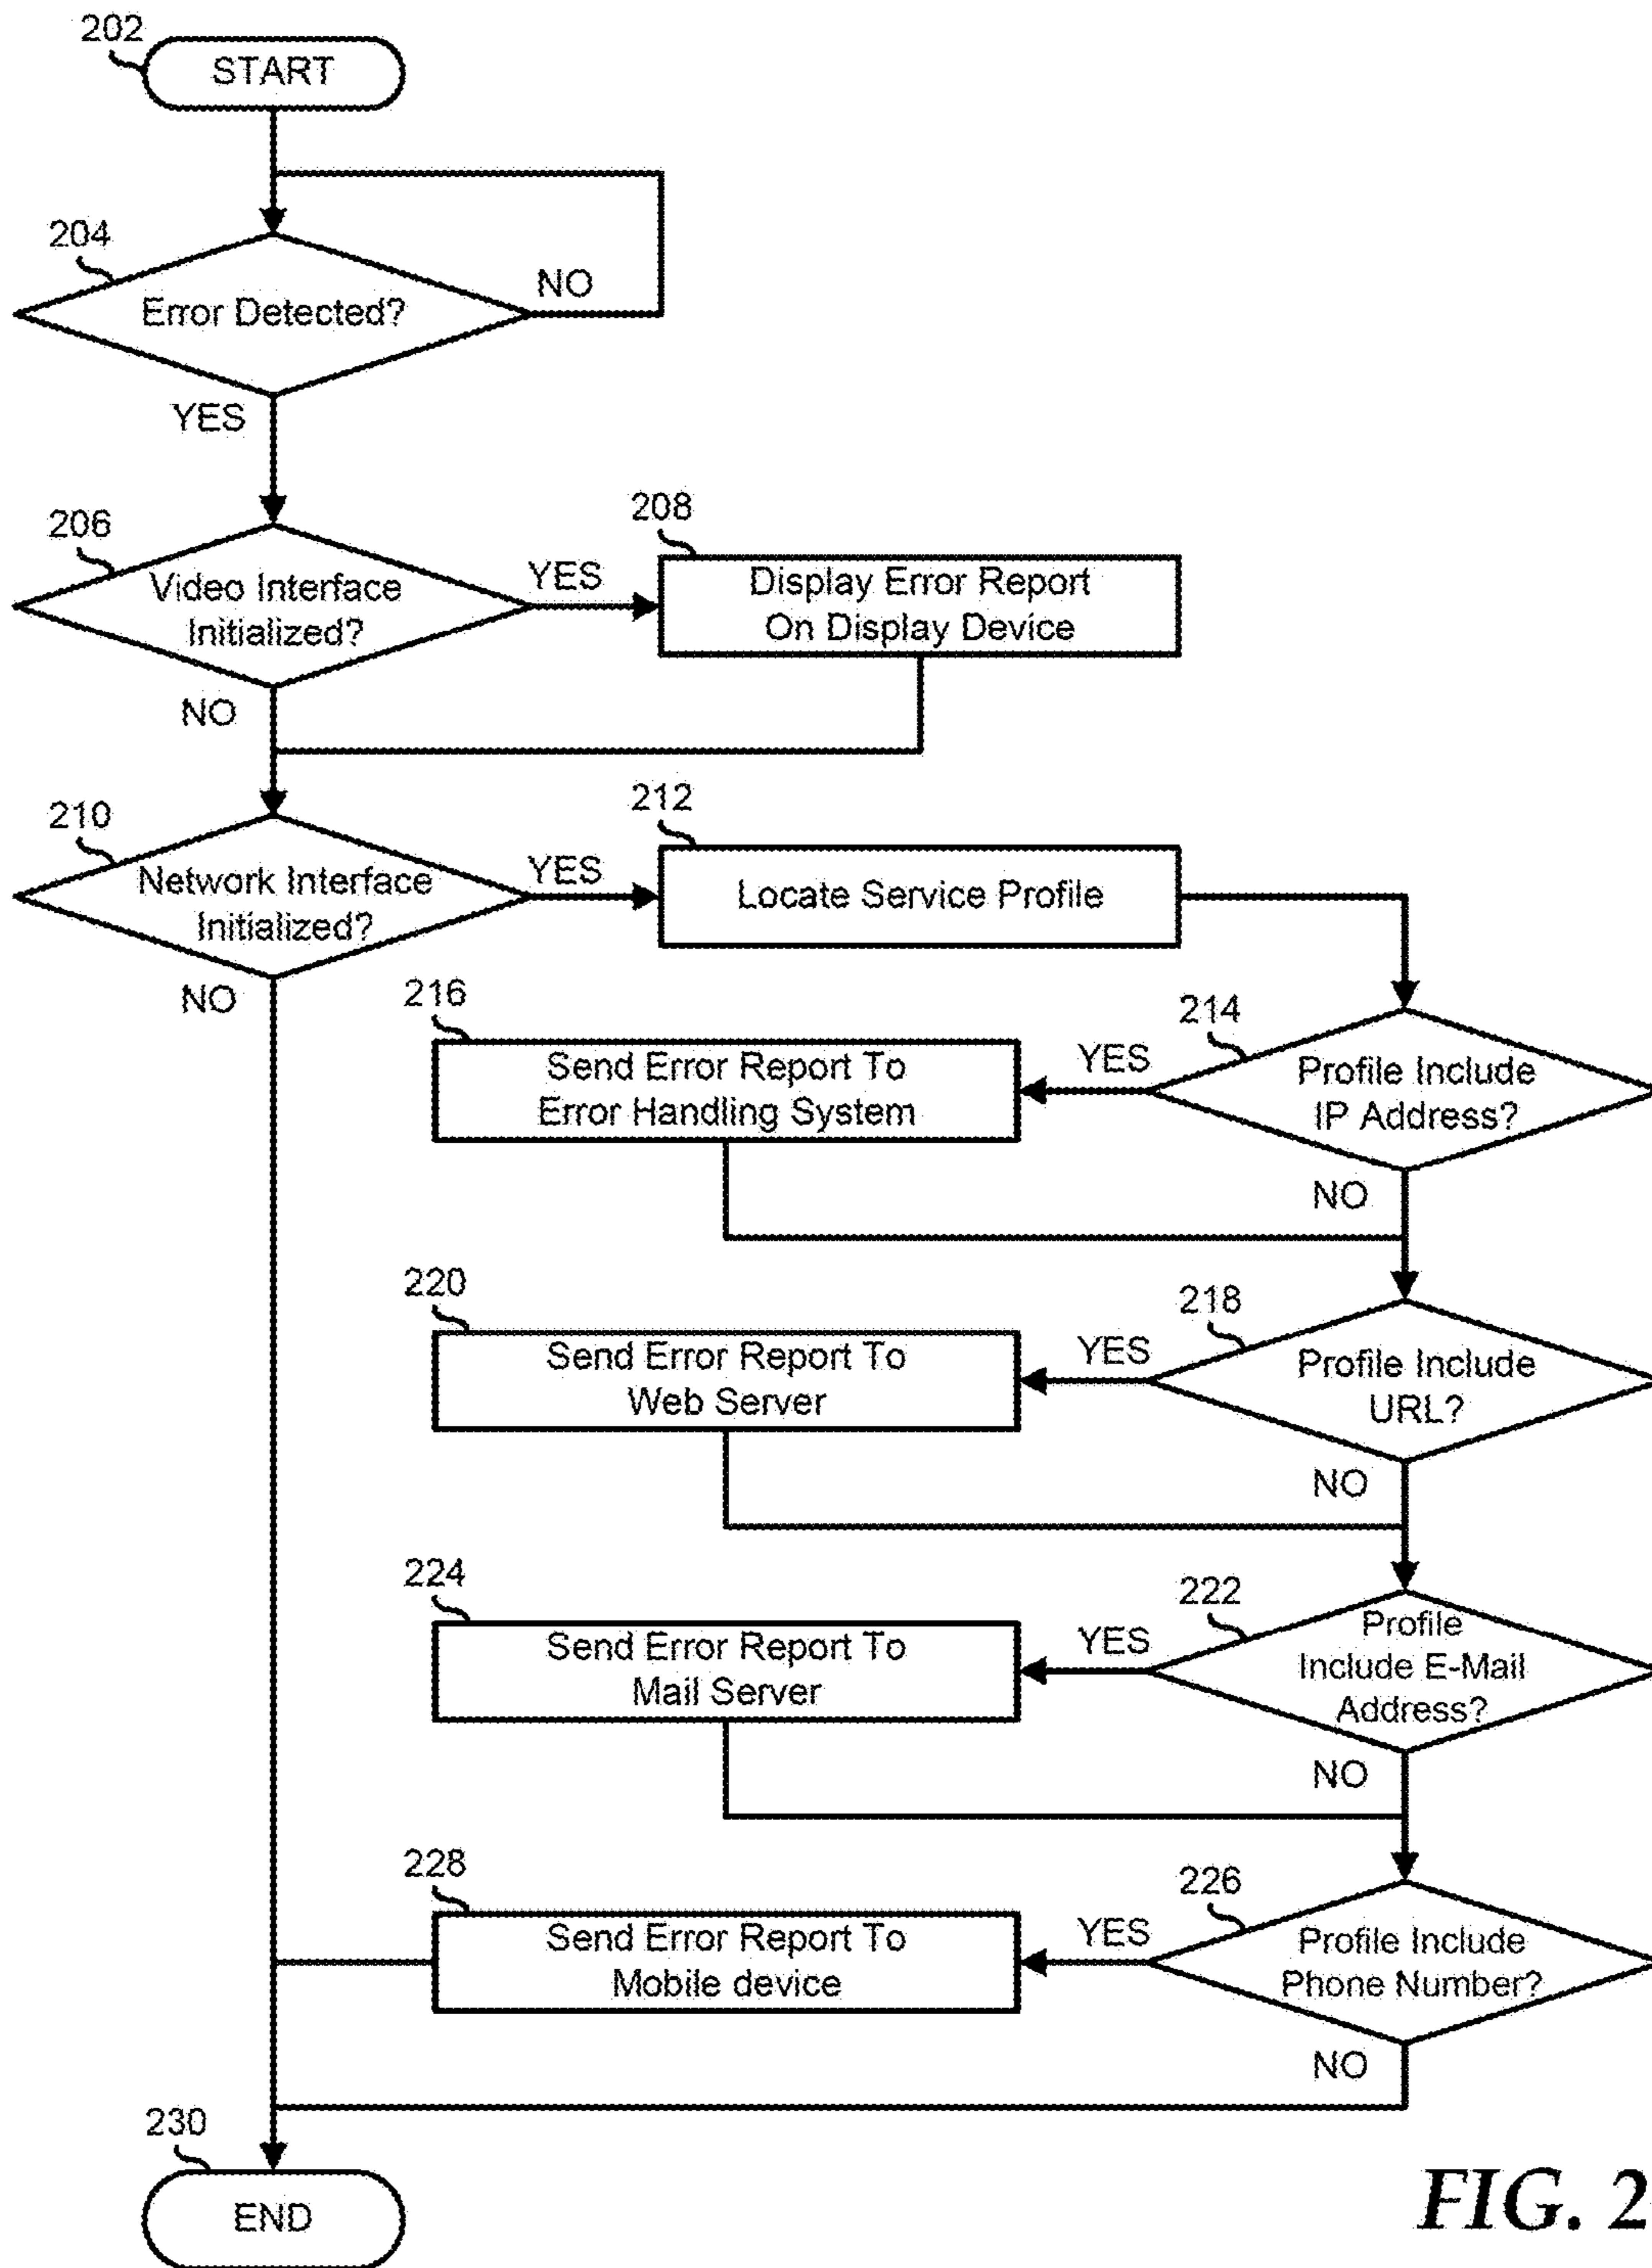 202
START
204
Error Detected?
NO
YES
206
Video Interface
Initialized?
YES
208
Display Error Report
On Display Device
NO
210
Network Interface
Initialized?
YES
212
Locate Service Profile
NO
214
Profile Include
IP Address?
YES
216
Send Error Report To
Error Handling System
NO
218
Profile Include
URL?
YES
220
Send Error Report To
Web Server
NO
222
Profile
Include E-Mail
Address?
YES
224
Send Error Report To
Mail Server
NO
226
Profile Include
Phone Number?
YES
228
Send Error Report To
Mobile device
NO
230
END
FIG. 2